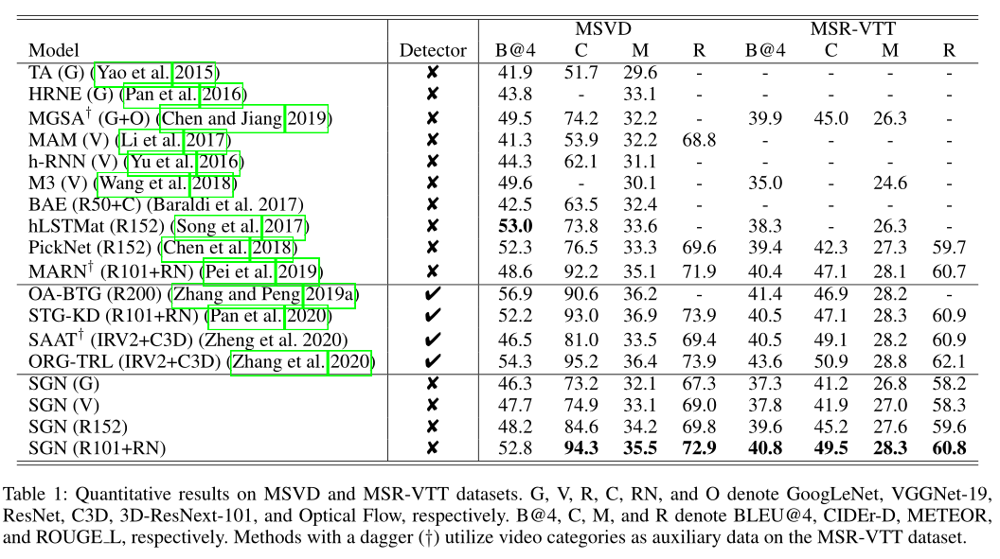 MSVD MSR-VTT
Model Detector B@4 C M R B@4 C M R
TA (G) (Yao et al. 2015) ✘ 41.9 51.7 29.6 - - - - -
HRNE (G) (Pan et al. 2016) ✘ 43.8 - 33.1 - - - -
MGSA† (G+O) (Chen and Jiang 2019) ✘ 49.5 74.2 32.2 - 39.9 45.0 26.3 -
MAM (V) (Li et al. 2017) ✘ 41.3 53.9 32.2 68.8 - - - -
h-RNN (V) (Yu et al. 2016) ✘ 44.3 62.1 31.1 - - - -
M3 (V) (Wang et al. 2018) ✘ 49.6 - 30.1 - 35.0 - 24.6 -
BAE (R50+C) (Baraldi et al. 2017) ✘ 42.5 63.5 32.4 - - - - -
hLSTMat (R152) (Song et al. 2017) ✘ 53.0 73.8 33.6 - 38.3 - 26.3 -
PickNet (R152) (Chen et al. 2018) ✘ 52.3 76.5 33.3 69.6 39.4 42.3 27.3 59.7
MARN† (R101+RN) (Pei et al. 2019) ✘ 48.6 92.2 35.1 71.9 40.4 47.1 28.1 60.7
OA-BTG (R200) (Zhang and Peng 2019a) ✔ 56.9 90.6 36.2 - 41.4 46.9 28.2 -
STG-KD (R101+RN) (Pan et al. 2020) ✔ 52.2 93.0 36.9 73.9 40.5 47.1 28.3 60.9
SAAT† (IRV2+C3D) (Zheng et al. 2020) ✔ 46.5 81.0 33.5 69.4 40.5 49.1 28.2 60.9
ORG-TRL (IRV2+C3D) (Zhang et al. 2020) ✔ 54.3 95.2 36.4 73.9 43.6 50.9 28.8 62.1
SGN (G) ✘ 46.3 73.2 32.1 67.3 37.3 41.2 26.8 58.2
SGN (V) ✘ 47.7 74.9 33.1 69.0 37.8 41.9 27.0 58.3
SGN (R152) ✘ 48.2 84.6 34.2 69.8 39.6 45.2 27.6 59.6
SGN (R101+RN) ✘ 52.8 94.3 35.5 72.9 40.8 49.5 28.3 60.8
Table 1: Quantitative results on MSVD and MSR-VTT datasets. G, V, R, C, RN, and O denote GoogLeNet, VGGNet-19,
ResNet, C3D, 3D-ResNext-101, and Optical Flow, respectively. B@4, C, M, and R denote BLEU@4, CIDEr-D, METEOR,
and ROUGE_L, respectively. Methods with a dagger (†) utilize video categories as auxiliary data on the MSR-VTT dataset.